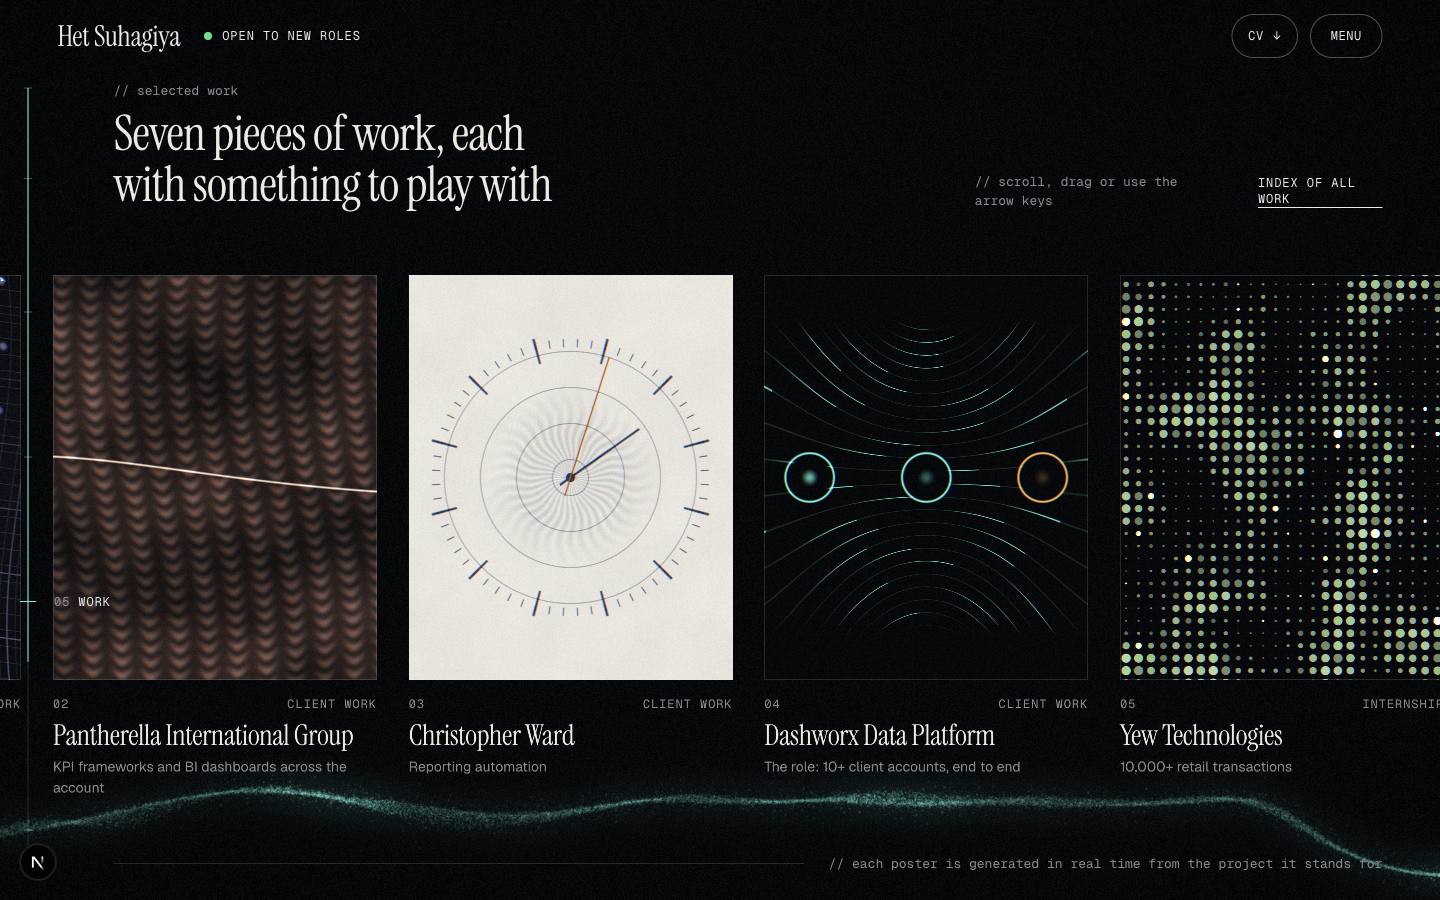 Het Suhagiya
OPEN TO NEW ROLES
CV ↓
MENU
// selected work
Seven pieces of work, each
with something to play with
// scroll, drag or use the
arrow keys
INDEX OF ALL
WORK
05 WORK
ORK
02
CLIENT WORK
Pantherella International Group
KPI frameworks and BI dashboards across the
account
03
CLIENT WORK
Christopher Ward
Reporting automation
04
CLIENT WORK
Dashworx Data Platform
The role: 10+ client accounts, end to end
05
INTERNSHIP
Yew Technologies
10,000+ retail transactions
N
// each poster is generated in real time from the project it stands for